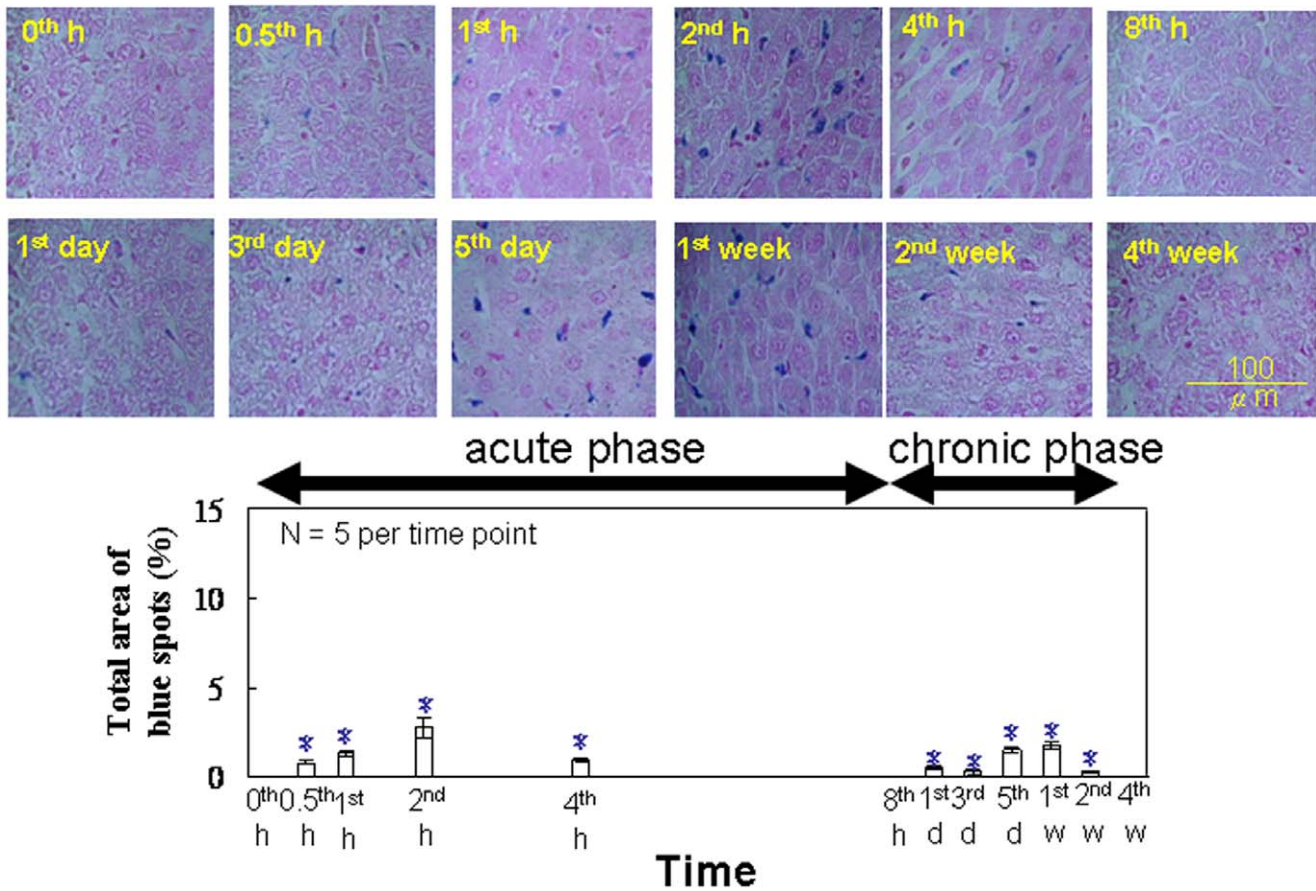 0th h
0.5th h
1st h
2nd h
4th h
8th h
1st day
3rd day
5th day
1st week
2nd week
4th week
100
μm
acute phase
chronic phase
N = 5 per time point
Total area of
blue spots (%)
15
10
5
0
* * * * * * * * *
0th 0.5th 1st 2nd 4th 8th 1st 3rd 5th 1st 2nd 4th
h h h h h h d d d w w w
Time